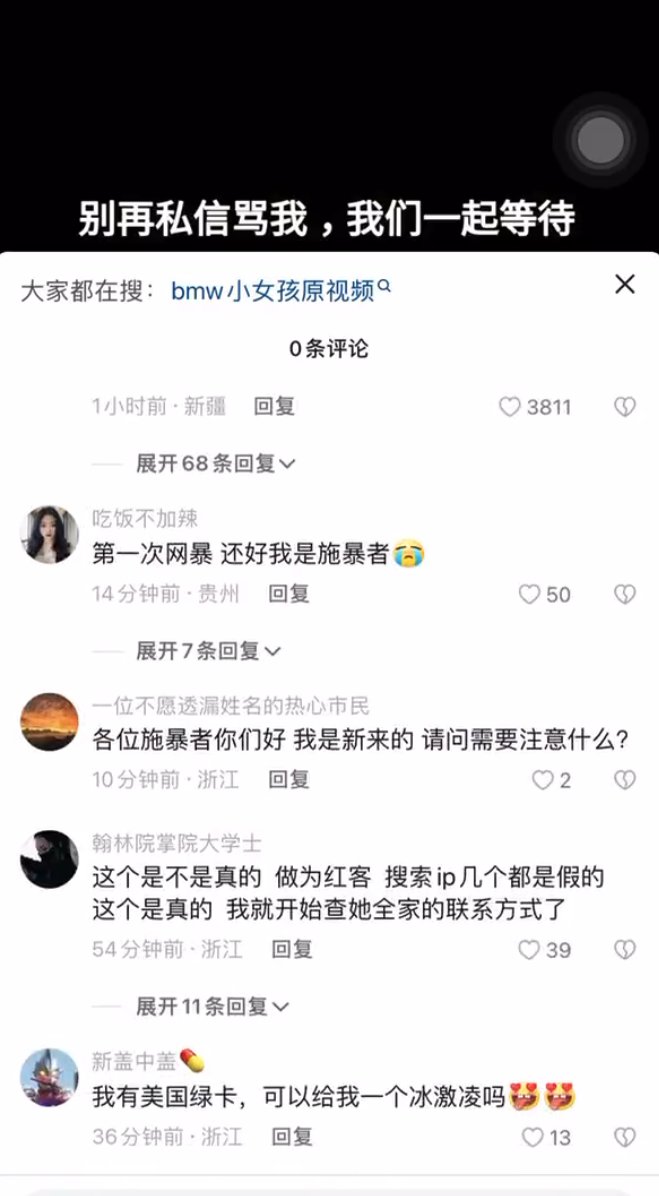 别再私信骂我，我们一起等待
大家都在搜：bmw小女孩原视频
0条评论
1小时前·新疆 回复 3811
展开68条回复
吃饭不加辣
第一次网暴 还好我是施暴者😭
14分钟前·贵州 回复 50
展开7条回复
一位不愿透漏姓名的热心市民
各位施暴者你们好 我是新来的 请问需要注意什么?
10分钟前·浙江 回复 2
翰林院掌院大学士
这个是不是真的 做为红客 搜索ip几个都是假的
这个是真的 我就开始查她全家的联系方式了
54分钟前·浙江 回复 39
展开11条回复
新盖中盖💊
我有美国绿卡，可以给我一个冰激凌吗🥰🥰
36分钟前·浙江 回复 13